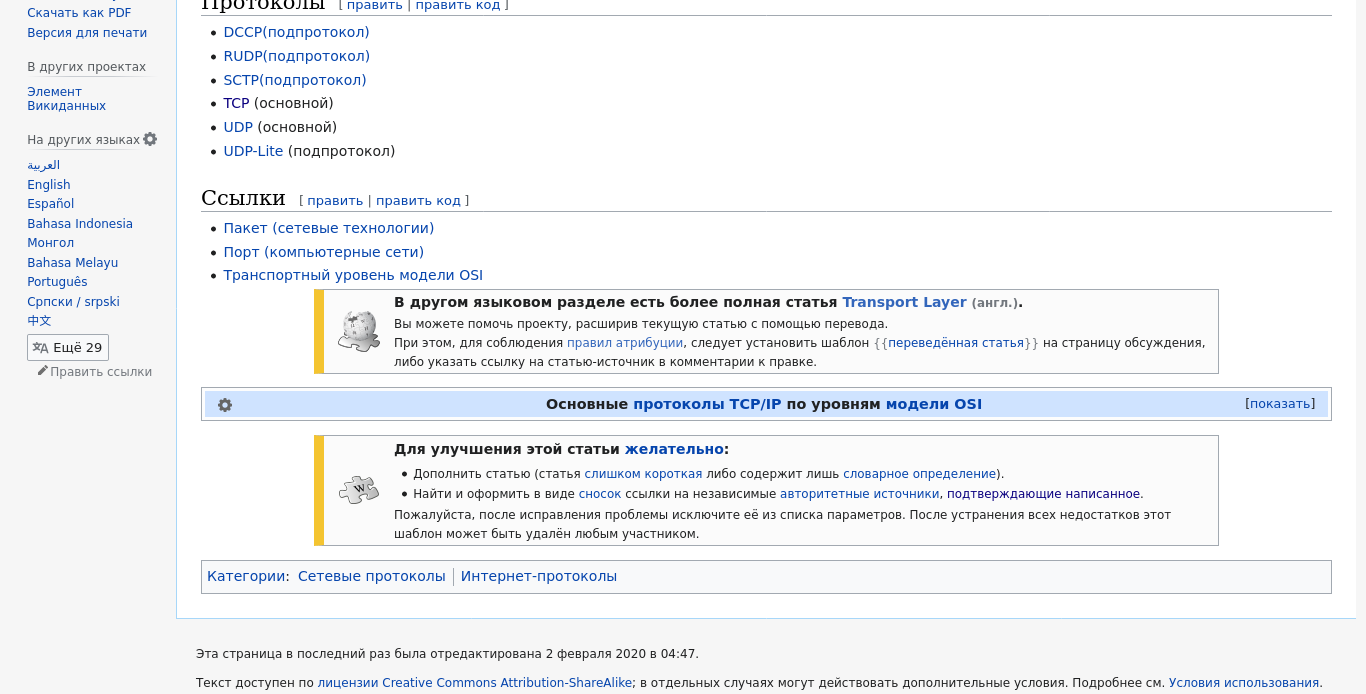 Скачать как PDF
Версия для печати
В других проектах
Элемент
Викиданных
На других языках
العربية
English
Español
Bahasa Indonesia
Монгол
Bahasa Melayu
Português
Српски / srpski
中文
Ещё 29
Править ссылки
Протоколы [ править | править код ]
DCCP(подпротокол)
RUDP(подпротокол)
SCTP(подпротокол)
TCP (основной)
UDP (основной)
UDP-Lite (подпротокол)
Ссылки [ править | править код ]
Пакет (сетевые технологии)
Порт (компьютерные сети)
Транспортный уровень модели OSI
В другом языковом разделе есть более полная статья Transport Layer (англ.).
Вы можете помочь проекту, расширив текущую статью с помощью перевода.
При этом, для соблюдения правил атрибуции, следует установить шаблон {{переведённая статья}} на страницу обсуждения,
либо указать ссылку на статью-источник в комментарии к правке.
Основные протоколы TCP/IP по уровням модели OSI [показать]
Для улучшения этой статьи желательно:
W
Дополнить статью (статья слишком короткая либо содержит лишь словарное определение).
Найти и оформить в виде сносок ссылки на независимые авторитетные источники, подтверждающие написанное.
Пожалуйста, после исправления проблемы исключите её из списка параметров. После устранения всех недостатков этот
шаблон может быть удалён любым участником.
Категории: Сетевые протоколы | Интернет-протоколы
Эта страница в последний раз была отредактирована 2 февраля 2020 в 04:47.
Текст доступен по лицензии Creative Commons Attribution-ShareAlike; в отдельных случаях могут действовать дополнительные условия. Подробнее см. Условия использования.